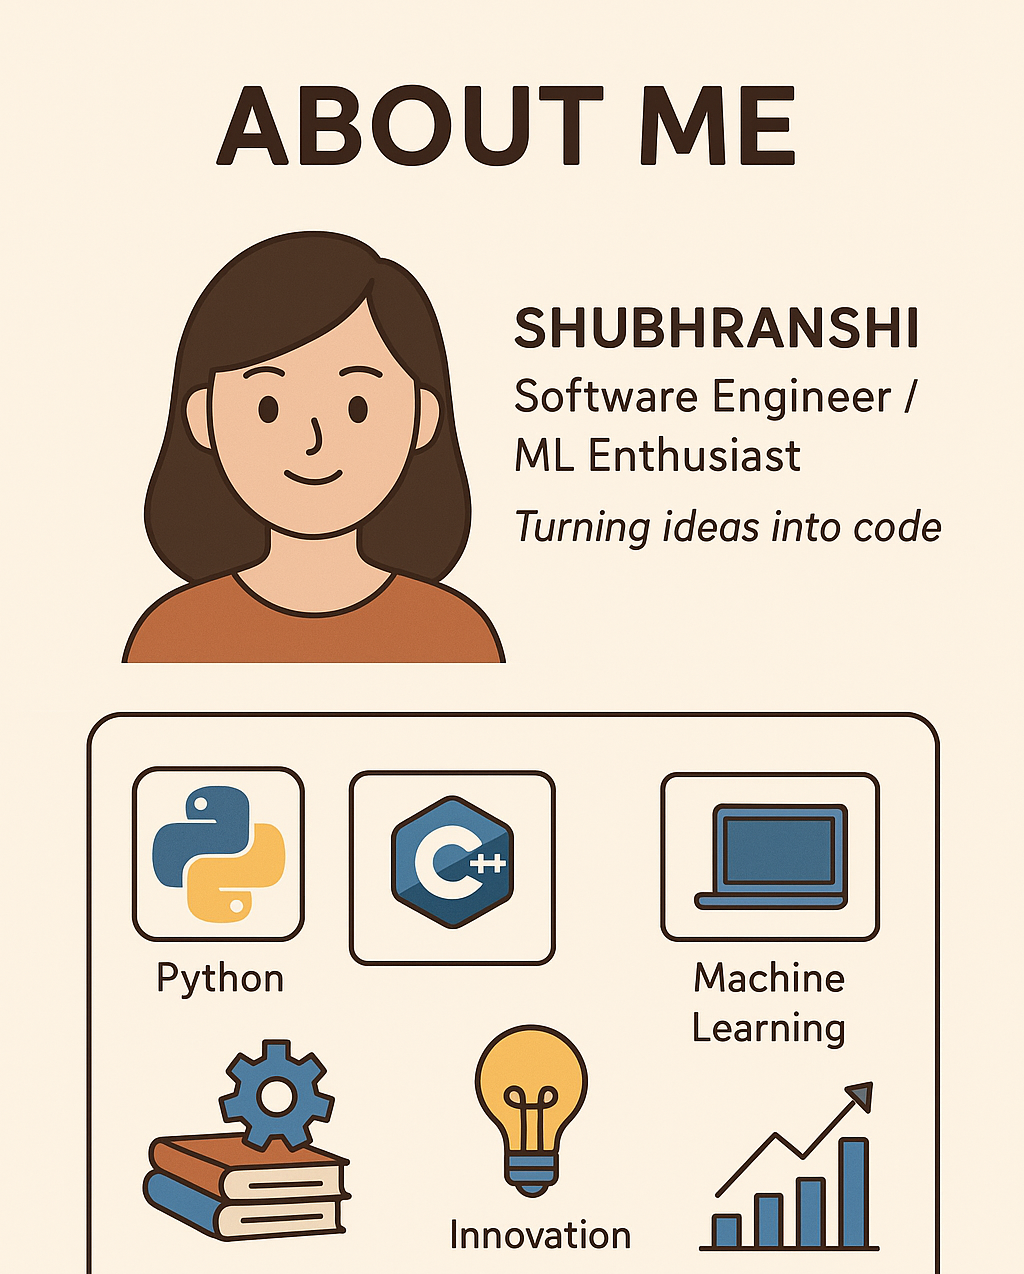 ABOUT ME
SHUBHRANSHI
Software Engineer /
ML Enthusiast
Turning ideas into code
C++
Python
Machine
Learning
Innovation